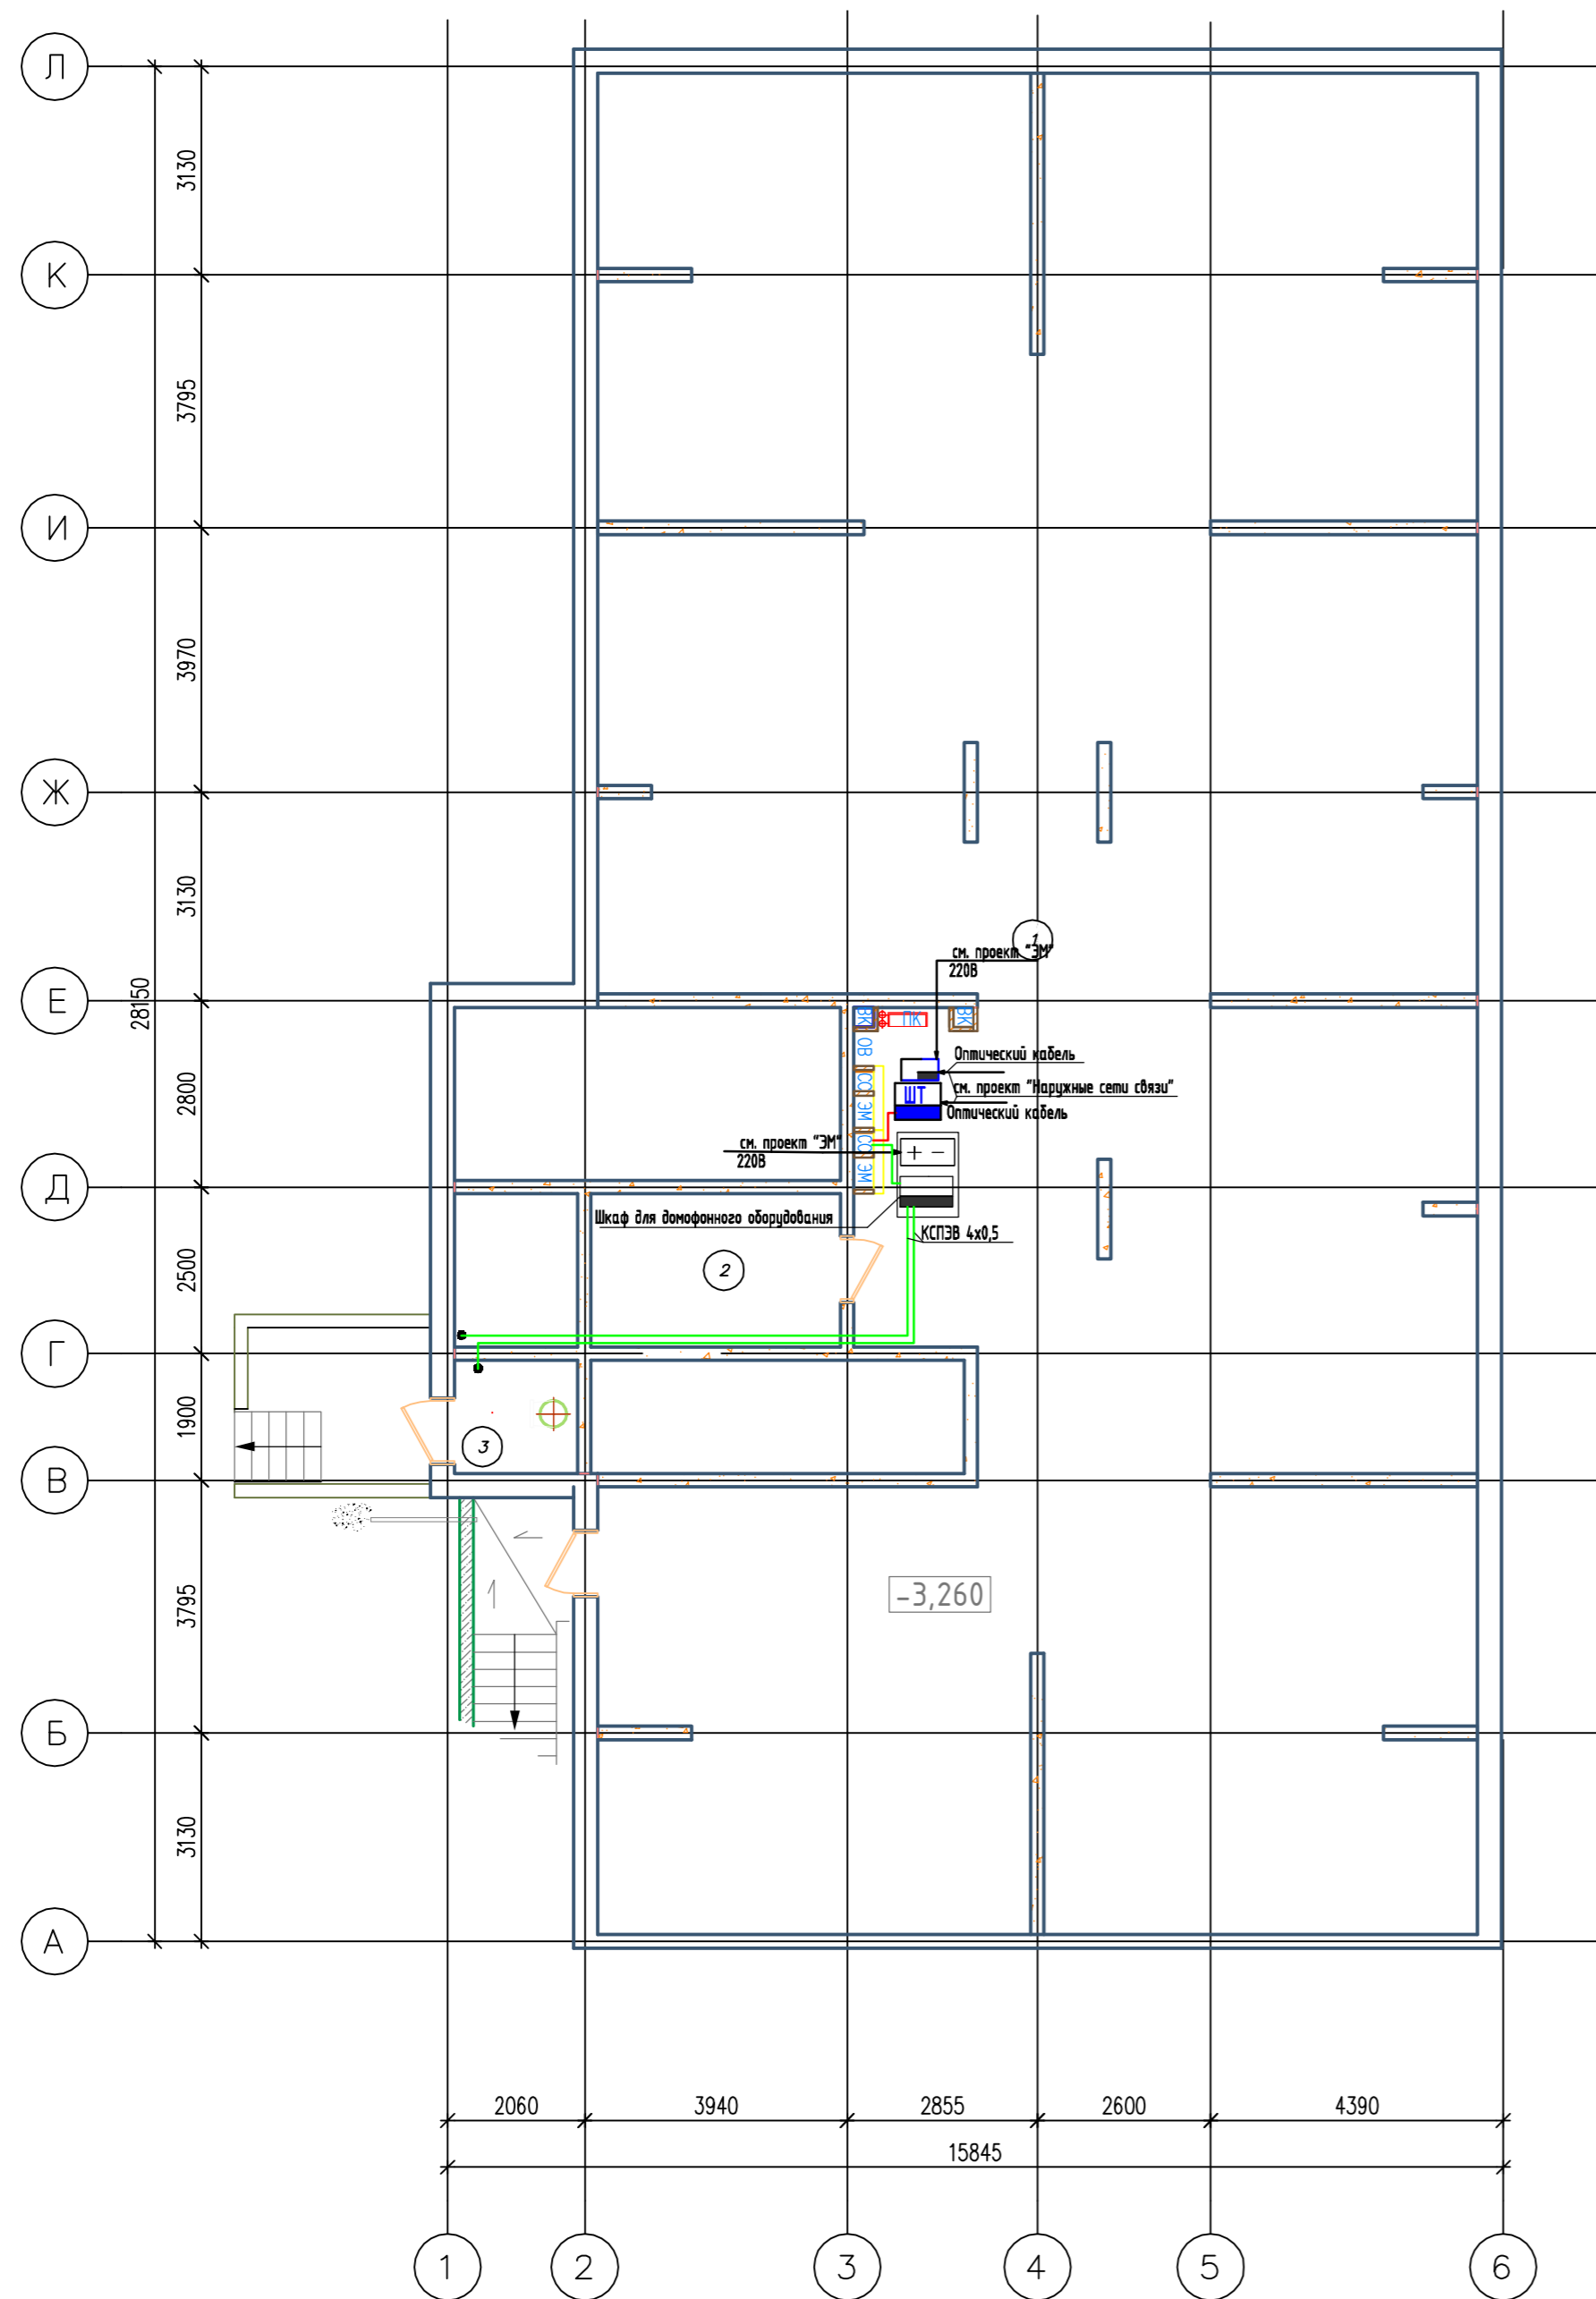 Л
3130
К
3795
И
3970
Ж
3130
1
см. проект "ЭМ"
220В
Е
28150
ВК
ПК
ВК
ОВ
Оптический кабель
2800
СС
ШТ
см. проект "Наружные сети связи"
ЭМ
Оптический кабель
см. проект "ЭМ"
220В
СС
+ −
ЭМ
Д
Шкаф для домофонного оборудования
КСПЭВ 4х0,5
2500
2
Г
1900
3
В
3795
-3,260
Б
3130
А
2060
3940
2855
2600
4390
15845
1
2
3
4
5
6